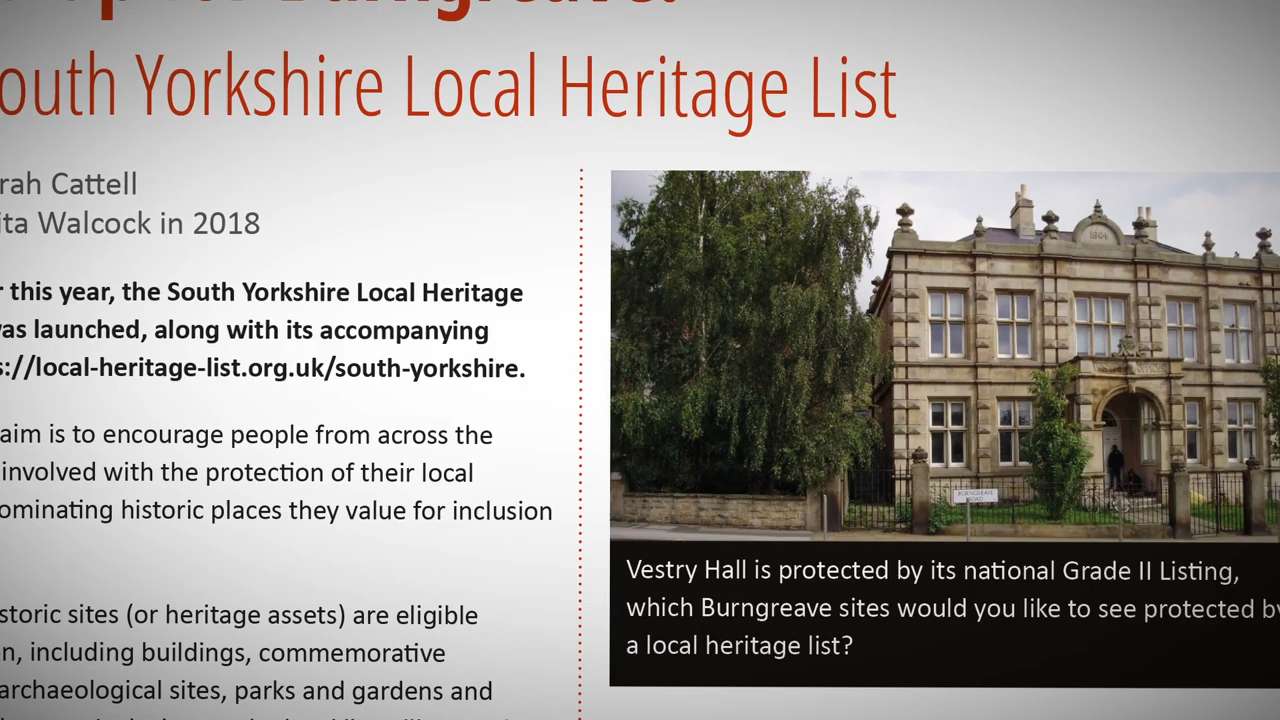 Burngreave:
outh Yorkshire Local Heritage List
rah Cattell
ita Walcock in 2018
r this year, the South Yorkshire Local Heritage
was launched, along with its accompanying
s://local-heritage-list.org.uk/south-yorkshire.
aim is to encourage people from across the
involved with the protection of their local
ominating historic places they value for inclusion
storic sites (or heritage assets) are eligible
n, including buildings, commemorative
archaeological sites, parks and gardens and
1864
BURNGREAVE
ROAD
Vestry Hall is protected by its national Grade II Listing,
which Burngreave sites would you like to see protected by
a local heritage list?